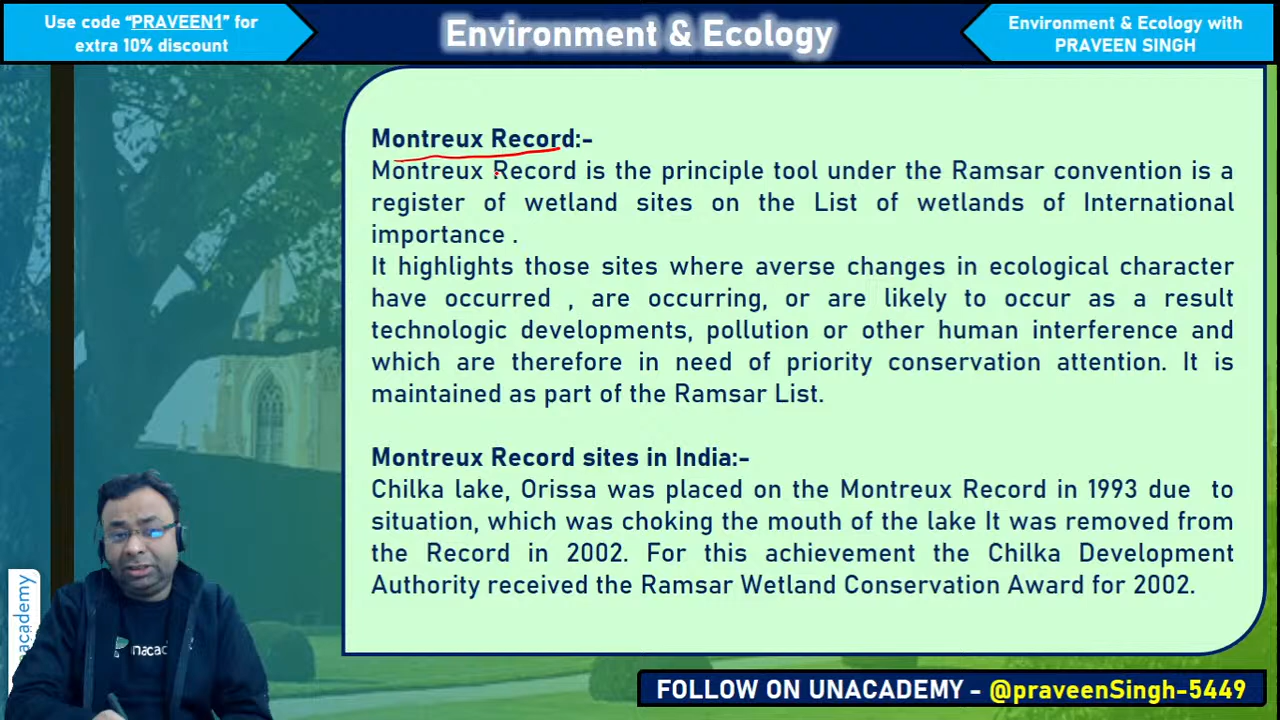 Use code “PRAVEEN1” for
extra 10% discount
Environment & Ecology
Environment & Ecology with
PRAVEEN SINGH
Montreux Record:-
Montreux Record is the principle tool under the Ramsar convention is a
register of wetland sites on the List of wetlands of International
importance .
It highlights those sites where averse changes in ecological character
have occurred , are occurring, or are likely to occur as a result
technologic developments, pollution or other human interference and
which are therefore in need of priority conservation attention. It is
maintained as part of the Ramsar List.
Montreux Record sites in India:-
Chilka lake, Orissa was placed on the Montreux Record in 1993 due to
situation, which was choking the mouth of the lake It was removed from
the Record in 2002. For this achievement the Chilka Development
Authority received the Ramsar Wetland Conservation Award for 2002.
FOLLOW ON UNACADEMY - @praveenSingh-5449